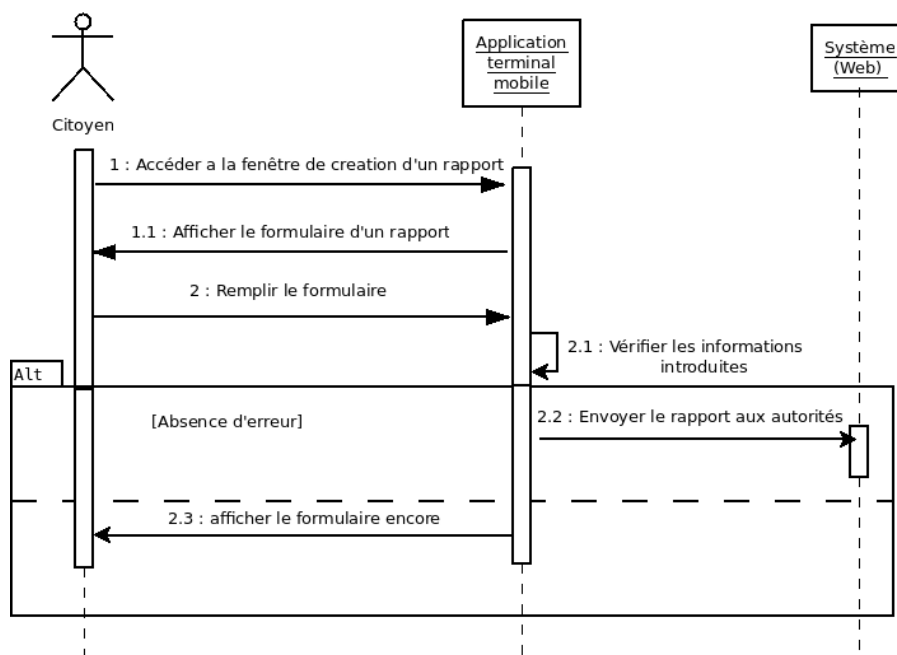 Application
terminal
mobile
Système
(Web)
Citoyen
1 : Accéder a la fenêtre de creation d'un rapport
1.1 : Afficher le formulaire d'un rapport
2 : Remplir le formulaire
2.1 : Vérifier les informations
introduites
Alt
[Absence d'erreur]
2.2 : Envoyer le rapport aux autorités
2.3 : afficher le formulaire encore